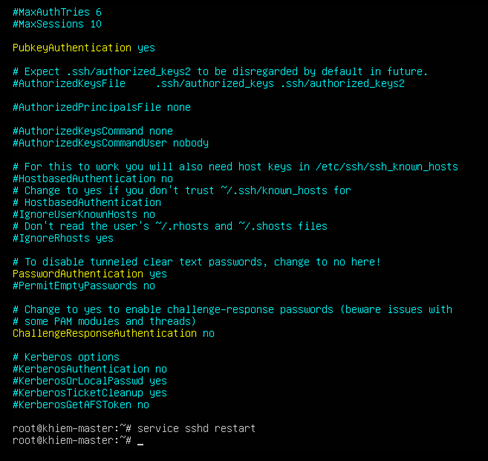 #MaxAuthTries 6
#MaxSessions 10
PubkeyAuthentication yes
# Expect .ssh/authorized_keys2 to be disregarded by default in future.
#AuthorizedKeysFile     .ssh/authorized_keys .ssh/authorized_keys2
#AuthorizedPrincipalsFile none
#AuthorizedKeysCommand none
#AuthorizedKeysCommandUser nobody
# For this to work you will also need host keys in /etc/ssh/ssh_known_hosts
#HostbasedAuthentication no
# Change to yes if you don't trust ~/.ssh/known_hosts for
# HostbasedAuthentication
#IgnoreUserKnownHosts no
# Don't read the user's ~/.rhosts and ~/.shosts files
#IgnoreRhosts yes
# To disable tunneled clear text passwords, change to no here!
PasswordAuthentication yes
#PermitEmptyPasswords no
# Change to yes to enable challenge-response passwords (beware issues with
# some PAM modules and threads)
ChallengeResponseAuthentication no
# Kerberos options
#KerberosAuthentication no
#KerberosOrLocalPasswd yes
#KerberosTicketCleanup yes
#KerberosGetAFSToken no
root@khiem-master:~# service sshd restart
root@khiem-master:~# _